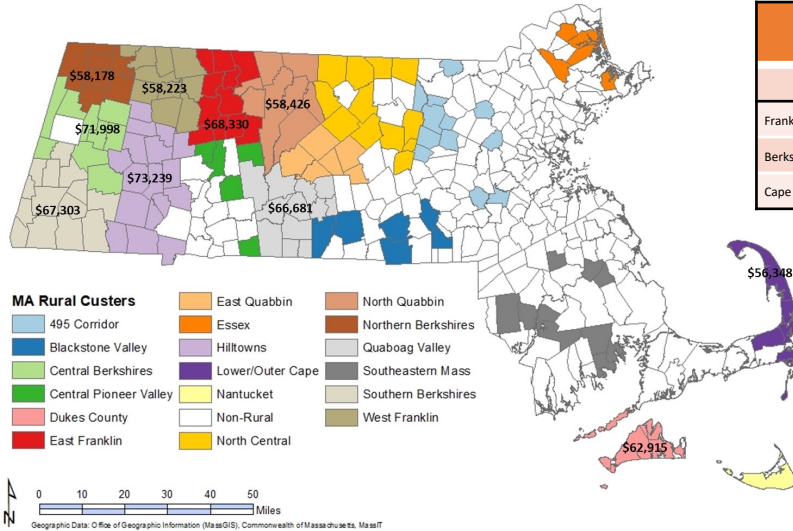 $58,178
$58,223
$58,426
$71,998
$68,330
$73,239
$67,303
$66,681
Frank
Berks
Cape
$56,348
MA Rural Custers
495 Corridor
Blackstone Valley
Central Berkshires
Central Pioneer Valley
Dukes County
East Franklin
East Quabbin
Essex
Hilltowns
Lower/Outer Cape
Nantucket
Non-Rural
North Central
North Quabbin
Northern Berkshires
Quaboag Valley
Southeastern Mass
Southern Berkshires
West Franklin
$62,915
N
0 10 20 30 40 50
Miles
Geographic Data: Office of Geographic Information (MassGIS), Commonwealth of Massachusetts, MassIT